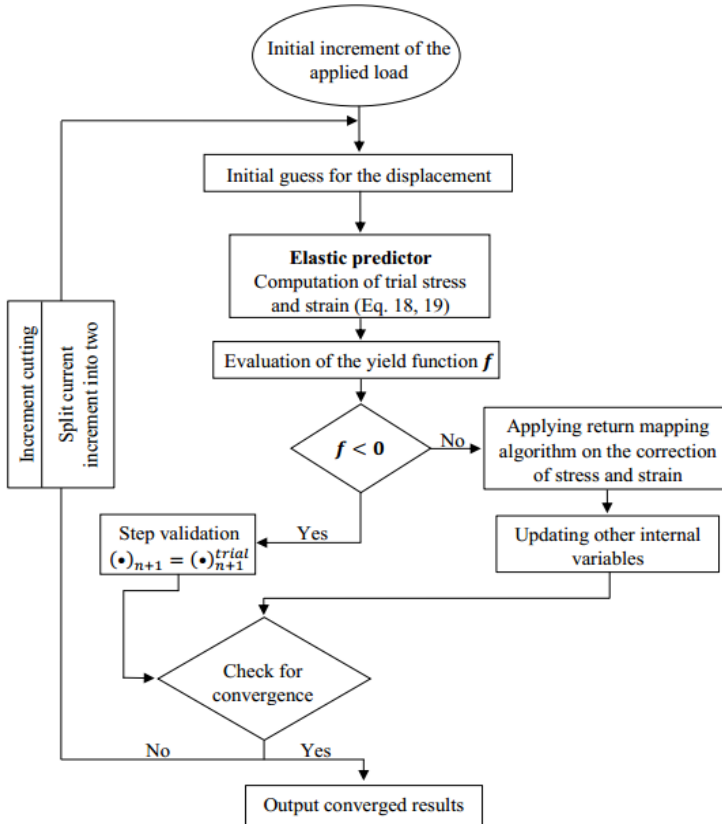 Initial increment of the
applied load
Initial guess for the displacement
Elastic predictor
Computation of trial stress
and strain (Eq. 18, 19)
Evaluation of the yield function f
f < 0
No
Applying return mapping
algorithm on the correction
of stress and strain
Updating other internal
variables
Yes
Step validation
(•)_{n+1} = (•)_{n+1}^{trial}
Check for
convergence
No
Yes
Output converged results
Increment cutting
Split current
increment into two